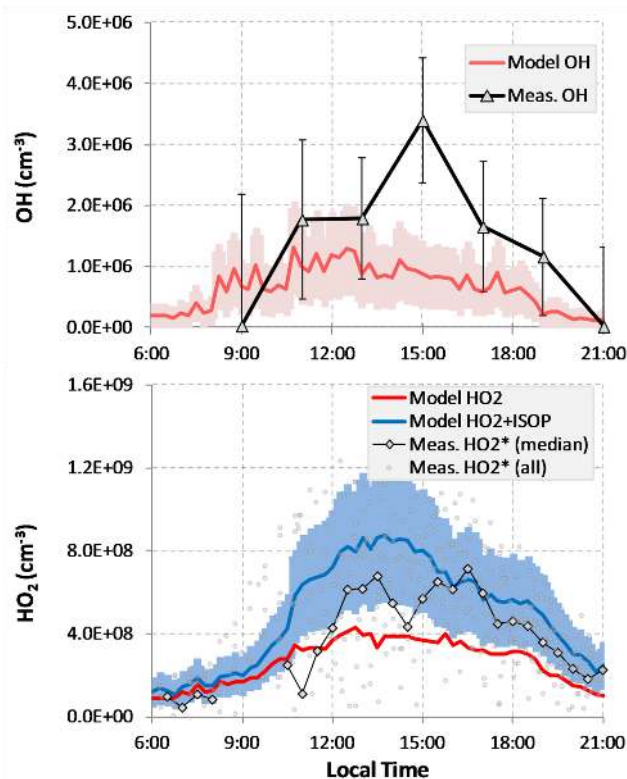 5.0E+06
4.0E+06
3.0E+06
2.0E+06
1.0E+06
0.0E+00
OH (cm-3)
Model OH
Meas. OH
6:00 9:00 12:00 15:00 18:00 21:00
1.6E+09
1.2E+09
8.0E+08
4.0E+08
0.0E+00
HO2 (cm-3)
Model HO2
Model HO2+ISOP
Meas. HO2* (median)
Meas. HO2* (all)
6:00 9:00 12:00 15:00 18:00 21:00
Local Time